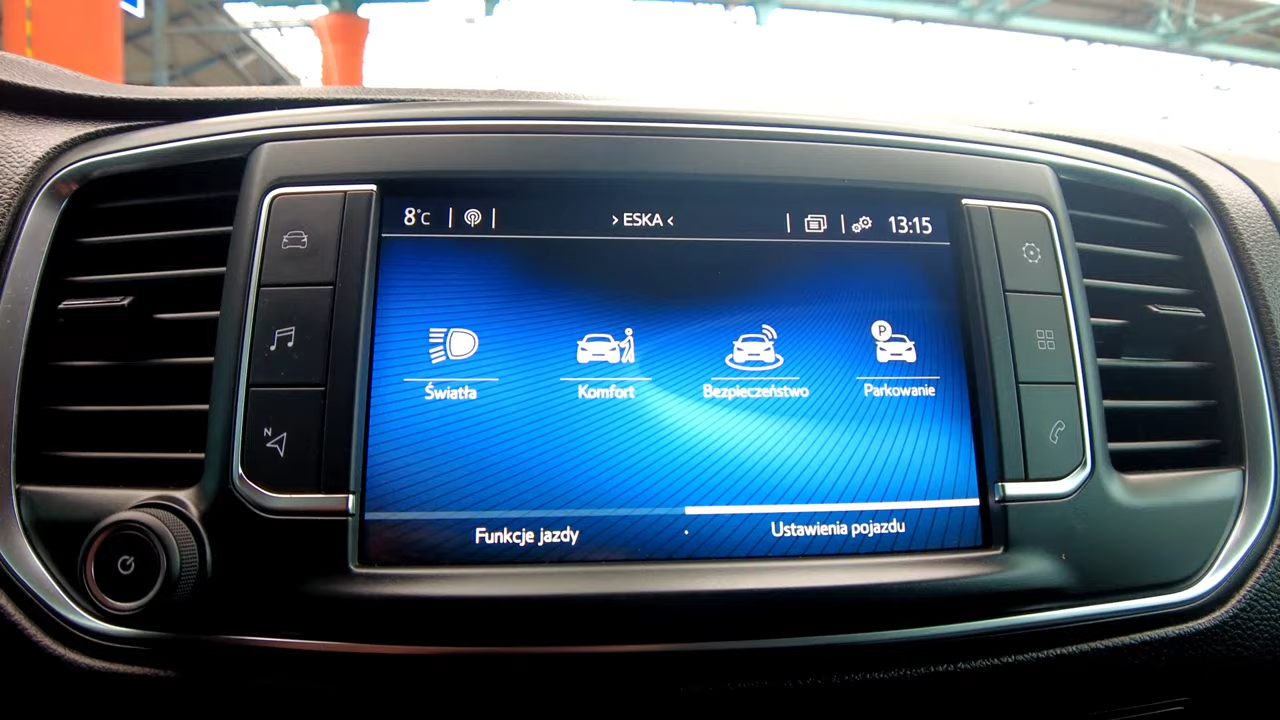 8°C > ESKA < 13:15
Światła Komfort Bezpieczeństwo Parkowanie
P
N
Funkcje jazdy Ustawienia pojazdu